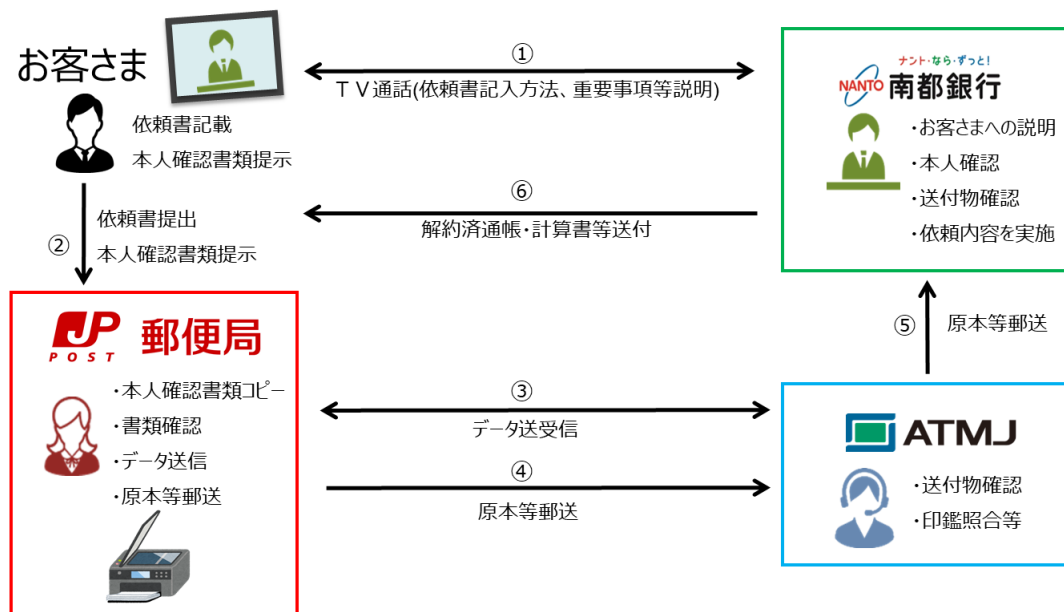 お客さま
依頼書記載
本人確認書類提示
①
ＴＶ通話(依頼書記入方法、重要事項等説明)
ナント・なら・ずっと!
NANTO 南都銀行
・お客さまへの説明
・本人確認
・送付物確認
・依頼内容を実施
⑥
解約済通帳・計算書等送付
②
依頼書提出
本人確認書類提示
JP
POST
郵便局
・本人確認書類コピー
・書類確認
・データ送信
・原本等郵送
③
データ送受信
④
原本等郵送
⑤
原本等郵送
ATMJ
・送付物確認
・印鑑照合等